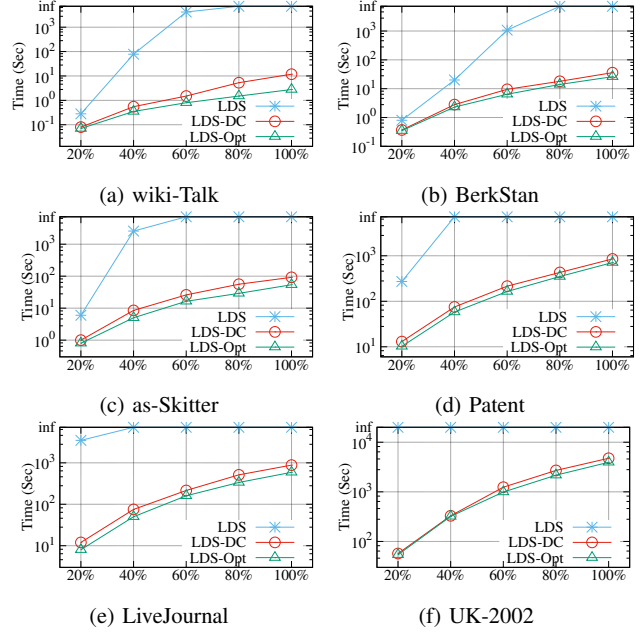 inf
10^3
10^2
10^1
10^0
10^-1
Time (Sec)
LDS
LDS-DC
LDS-Opt
20% 40% 60% 80% 100%
(a) wiki-Talk
inf
10^3
10^2
10^1
10^0
10^-1
Time (Sec)
LDS
LDS-DC
LDS-Opt
20% 40% 60% 80% 100%
(b) BerkStan
inf
10^3
10^2
10^1
10^0
Time (Sec)
LDS
LDS-DC
LDS-Opt
20% 40% 60% 80% 100%
(c) as-Skitter
inf
10^3
10^2
10^1
Time (Sec)
LDS
LDS-DC
LDS-Opt
20% 40% 60% 80% 100%
(d) Patent
inf
10^3
10^2
10^1
Time (Sec)
LDS
LDS-DC
LDS-Opt
20% 40% 60% 80% 100%
(e) LiveJournal
inf
10^4
10^3
10^2
Time (Sec)
LDS
LDS-DC
LDS-Opt
20% 40% 60% 80% 100%
(f) UK-2002